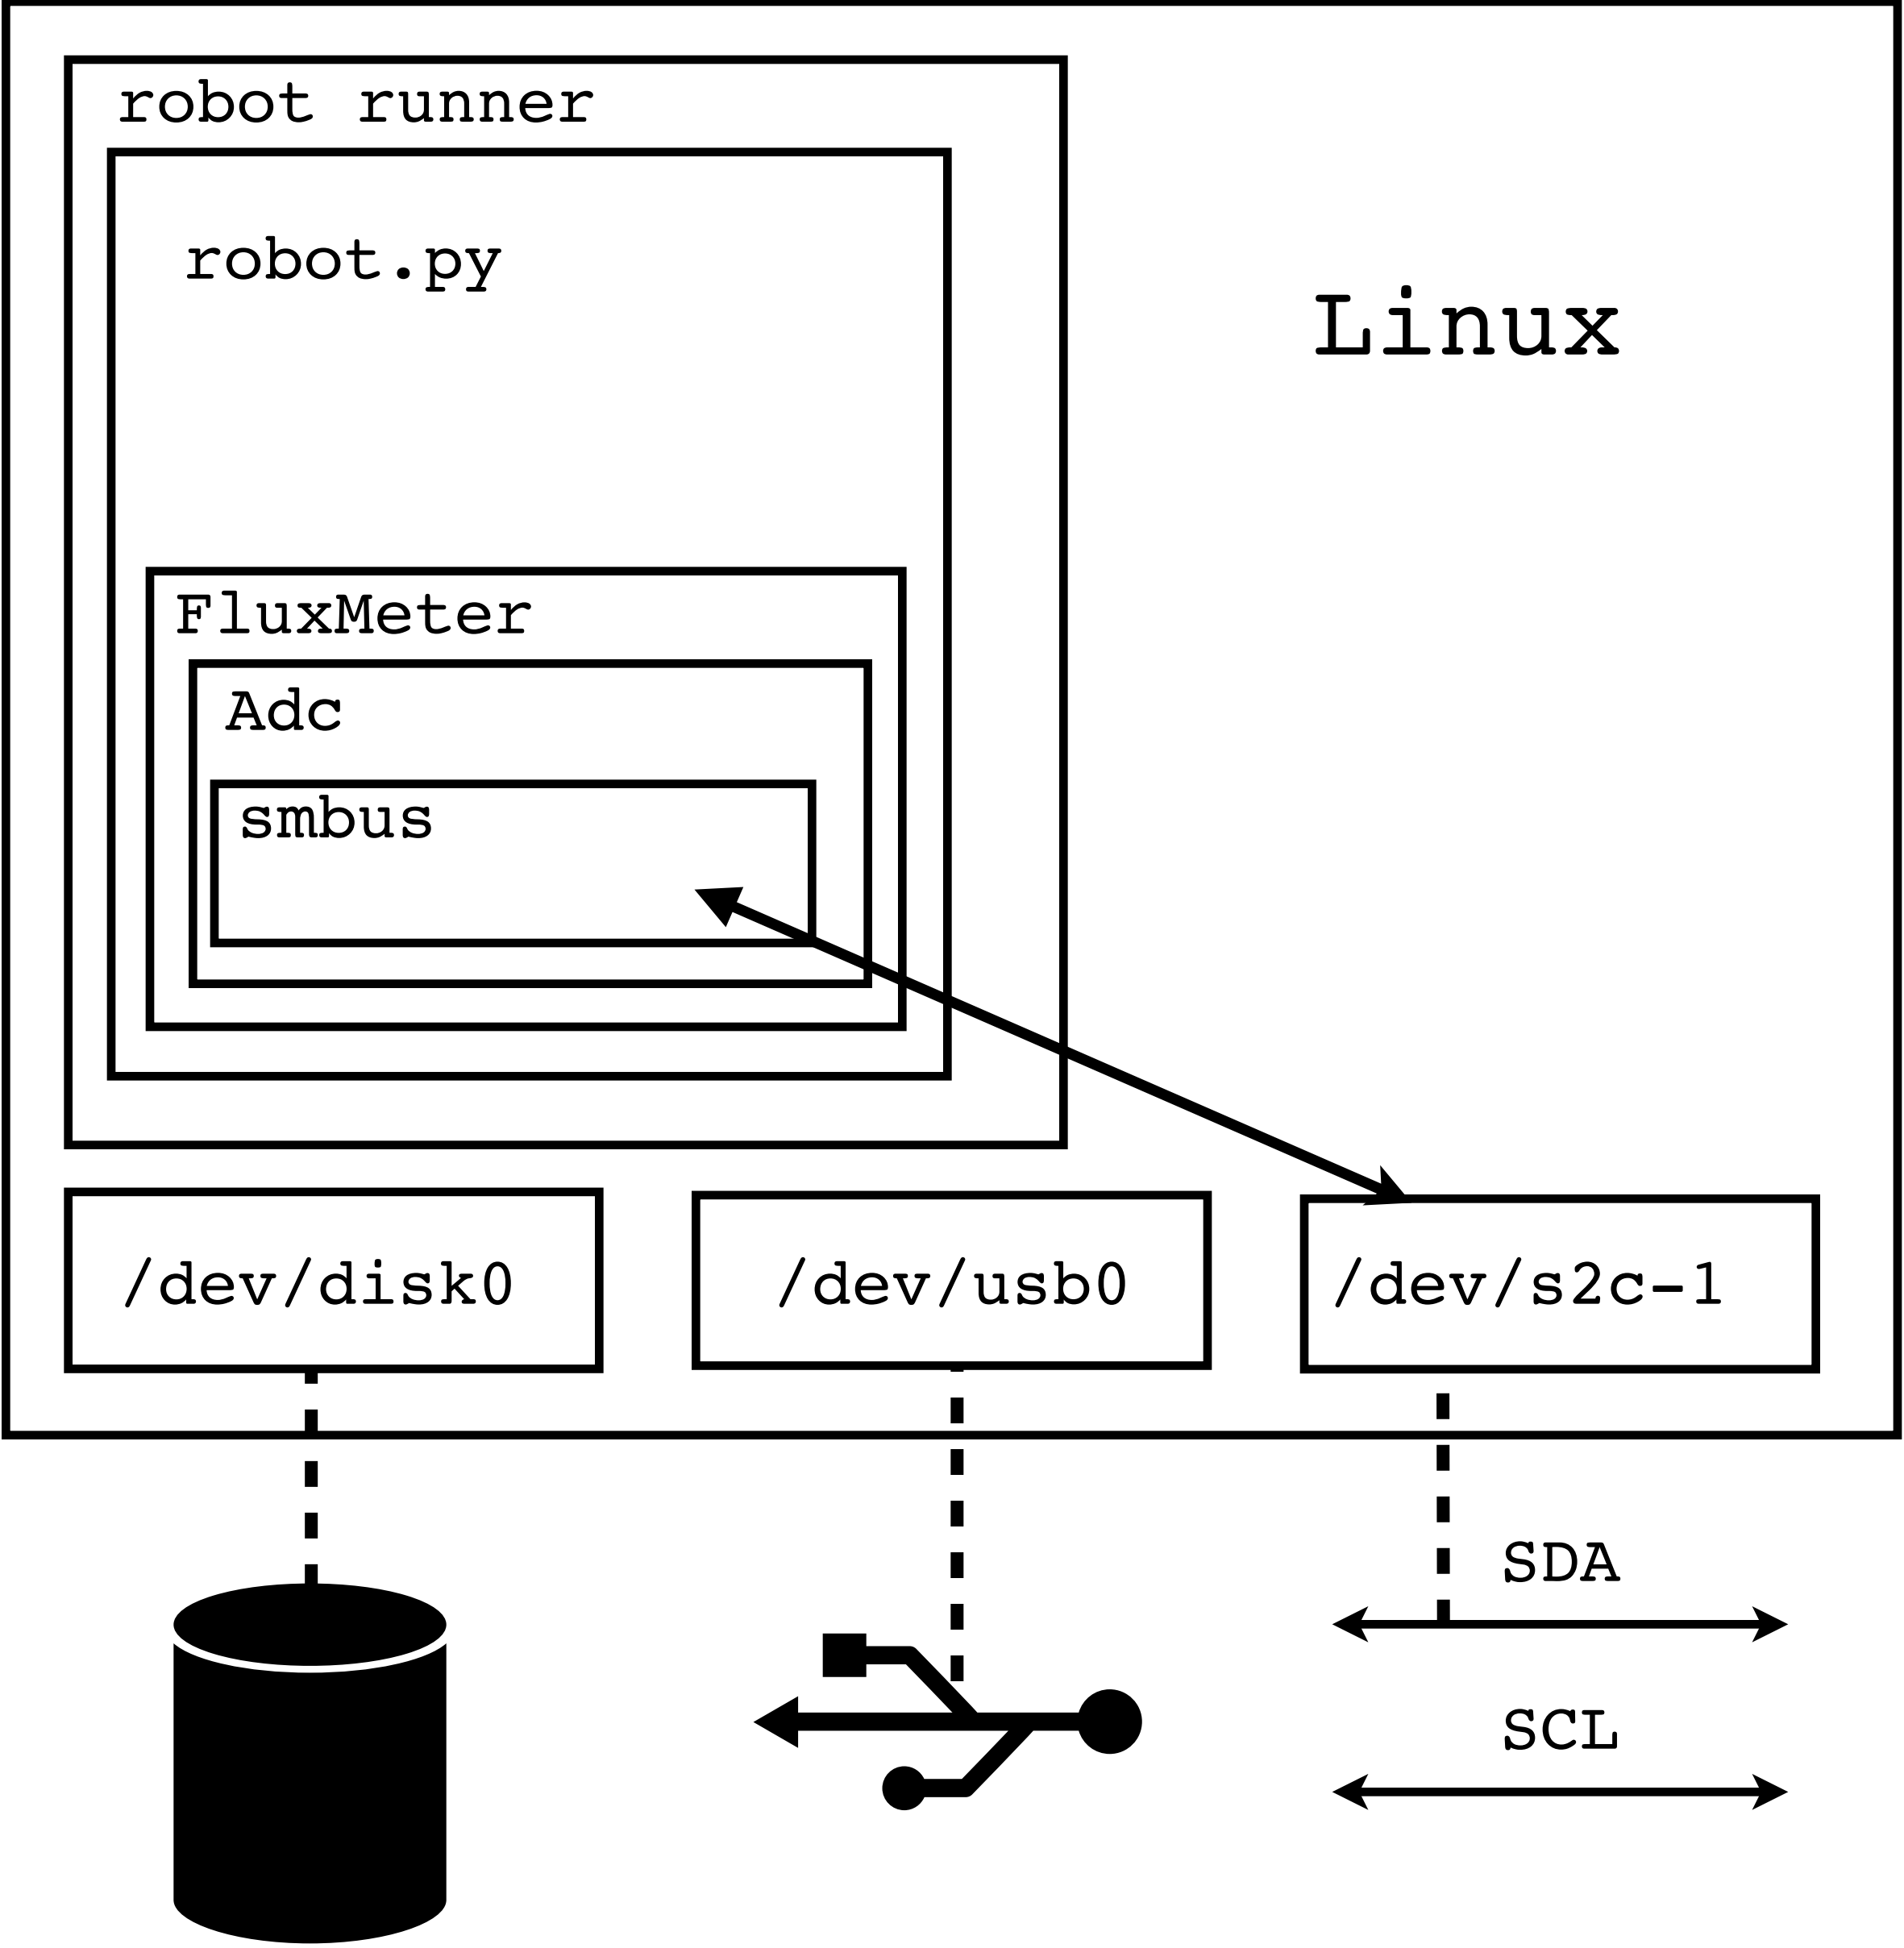 robot runner
robot.py
Linux
FluxMeter
Adc
smbus
/dev/disk0
/dev/usb0
/dev/s2c-1
SDA
SCL